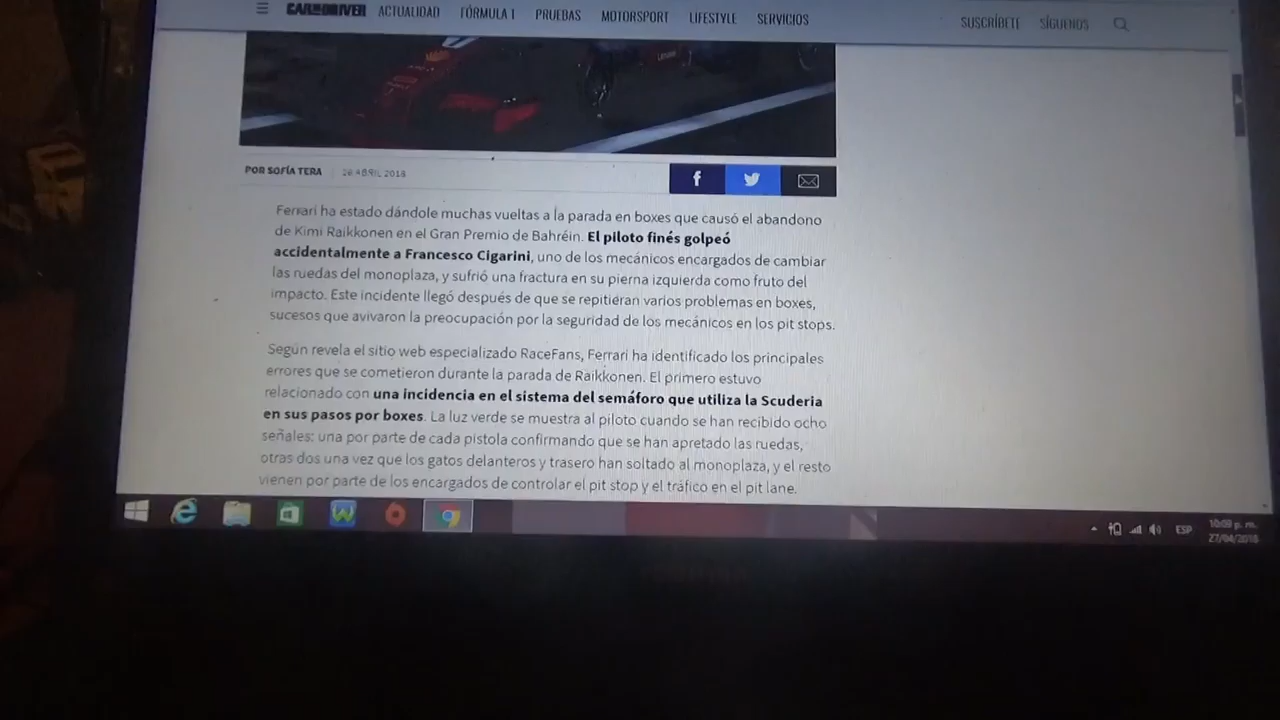 CAR AND DRIVER ACTUALIDAD FÓRMULA 1 PRUEBAS MOTORSPORT LIFESTYLE SERVICIOS SUSCRÍBETE SÍGUENOS
POR SOFÍA TERA 26 ABRIL 2018
Ferrari ha estado dándole muchas vueltas a la parada en boxes que causó el abandono
de Kimi Raikkonen en el Gran Premio de Bahréin. El piloto finés golpeó
accidentalmente a Francesco Cigarini, uno de los mecánicos encargados de cambiar
las ruedas del monoplaza, y sufrió una fractura en su pierna izquierda como fruto del
impacto. Este incidente llegó después de que se repitieran varios problemas en boxes,
sucesos que avivaron la preocupación por la seguridad de los mecánicos en los pit stops.
Según revela el sitio web especializado RaceFans, Ferrari ha identificado los principales
errores que se cometieron durante la parada de Raikkonen. El primero estuvo
relacionado con una incidencia en el sistema del semáforo que utiliza la Scuderia
en sus pasos por boxes. La luz verde se muestra al piloto cuando se han recibido ocho
señales: una por parte de cada pistola confirmando que se han apretado las ruedas,
otras dos una vez que los gatos delanteros y trasero han soltado al monoplaza, y el resto
vienen por parte de los encargados de controlar el pit stop y el tráfico en el pit lane.
ESP 10:09 p. m.
27/04/2018